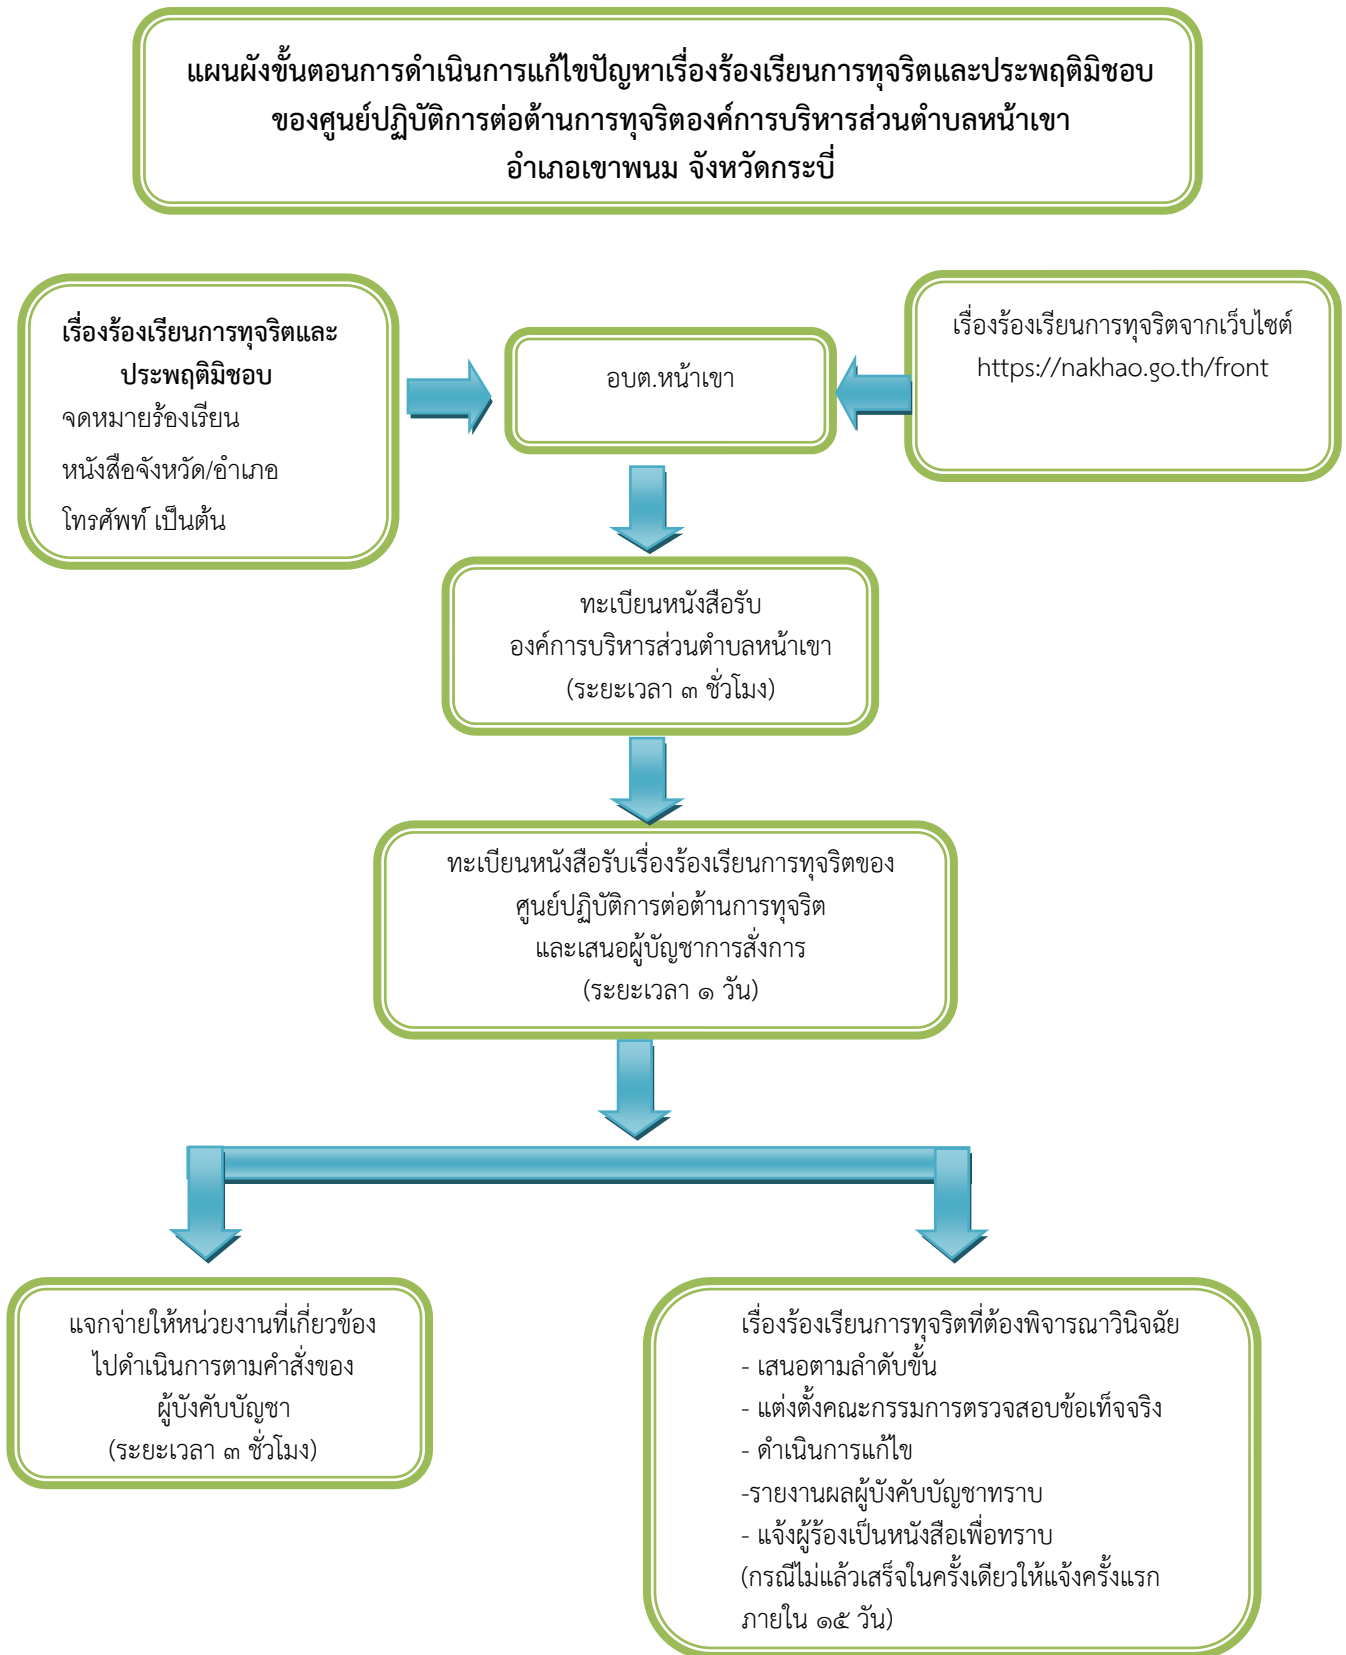 แผนผังขั้นตอนการดำเนินการแก้ไขปัญหาเรื่องร้องเรียนการทุจริตและประพฤติมิชอบ
ของศูนย์ปฏิบัติการต่อต้านการทุจริตองค์การบริหารส่วนตำบลหน้าเขา
อำเภอเขาพนม จังหวัดกระบี่
เรื่องร้องเรียนการทุจริตและ
ประพฤติมิชอบ
จดหมายร้องเรียน
หนังสือจังหวัด/อำเภอ
โทรศัพท์ เป็นต้น
อบต.หน้าเขา
เรื่องร้องเรียนการทุจริตจากเว็บไซต์
https://nakhao.go.th/front
ทะเบียนหนังสือรับ
องค์การบริหารส่วนตำบลหน้าเขา
(ระยะเวลา ๓ ชั่วโมง)
ทะเบียนหนังสือรับเรื่องร้องเรียนการทุจริตของ
ศูนย์ปฏิบัติการต่อต้านการทุจริต
และเสนอผู้บัญชาการสั่งการ
(ระยะเวลา ๑ วัน)
แจกจ่ายให้หน่วยงานที่เกี่ยวข้อง
ไปดำเนินการตามคำสั่งของ
ผู้บังคับบัญชา
(ระยะเวลา ๓ ชั่วโมง)
เรื่องร้องเรียนการทุจริตที่ต้องพิจารณาวินิจฉัย
- เสนอตามลำดับขั้น
- แต่งตั้งคณะกรรมการตรวจสอบข้อเท็จจริง
- ดำเนินการแก้ไข
-รายงานผลผู้บังคับบัญชาทราบ
- แจ้งผู้ร้องเป็นหนังสือเพื่อทราบ
(กรณีไม่แล้วเสร็จในครั้งเดียวให้แจ้งครั้งแรก
ภายใน ๑๕ วัน)